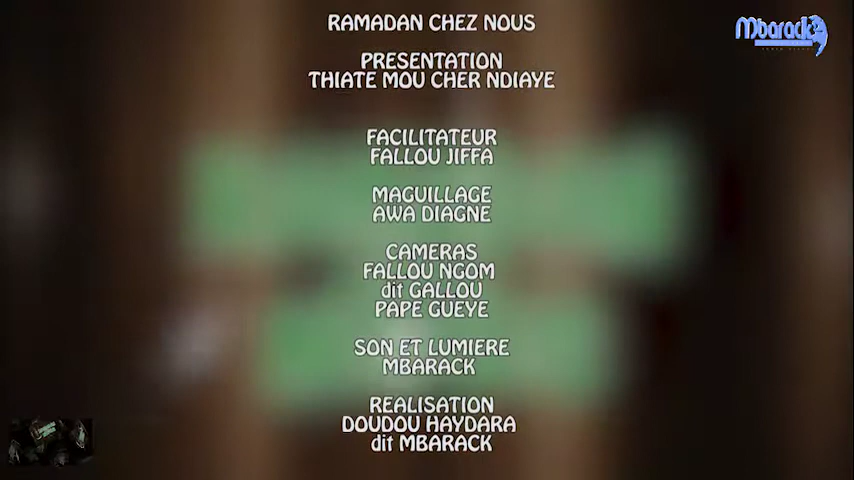 RAMADAN CHEZ NOUS
PRESENTATION
THIATE MOU CHER NDIAYE
FACILITATEUR
FALLOU JIFFA
MAGUILLAGE
AWA DIAGNE
CAMERAS
FALLOU NGOM
dit GALLOU
PAPE GUEYE
SON ET LUMIERE
MBARACK
REALISATION
DOUDOU HAYDARA
dit MBARACK
Mbarack